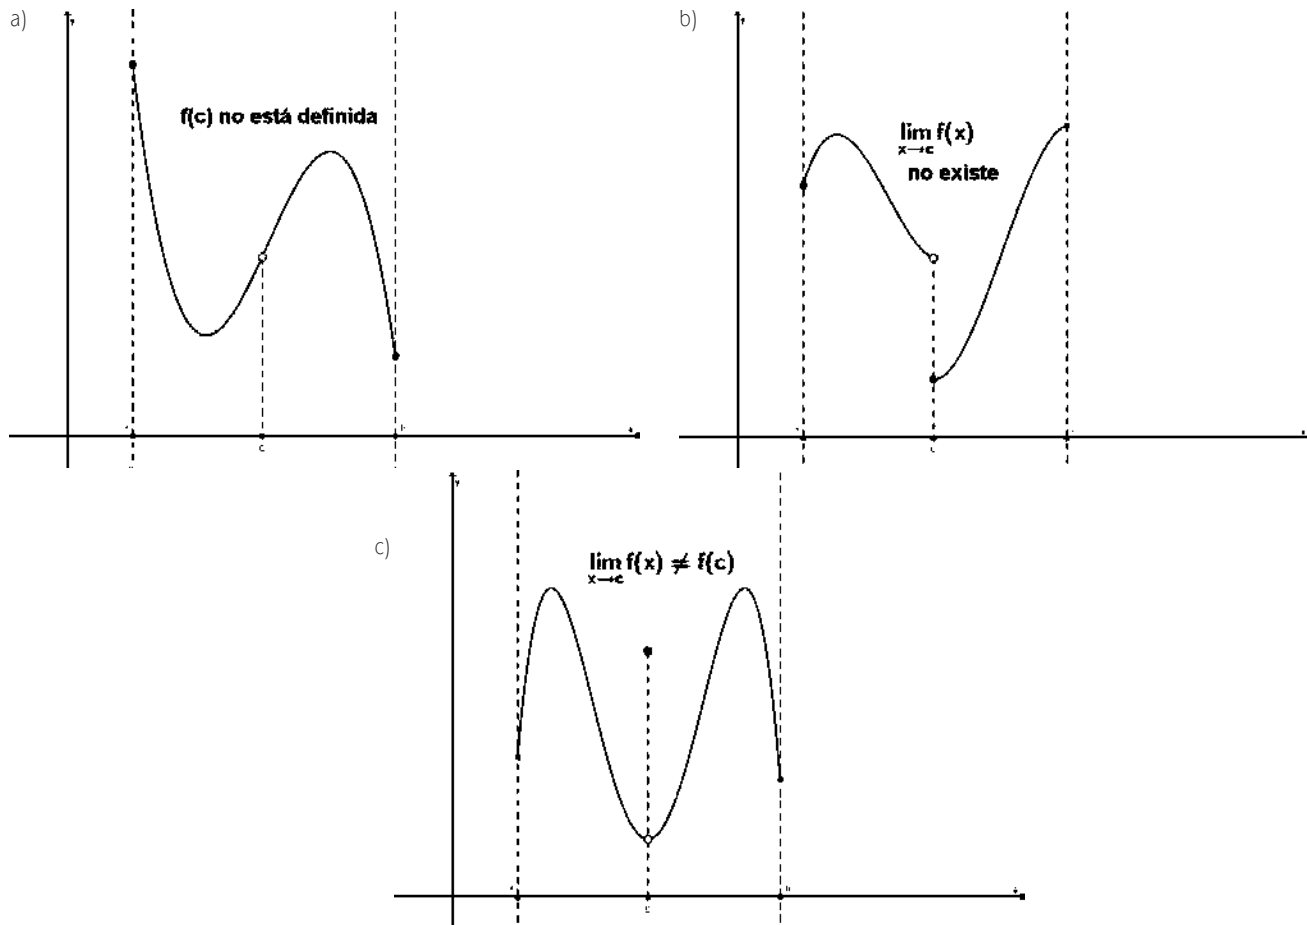 a)
y
f(c) no está definida
c
b
b)
y
lim f(x)
x→c
no existe
c
c)
y
lim f(x) ≠ f(c)
x→c
c
b